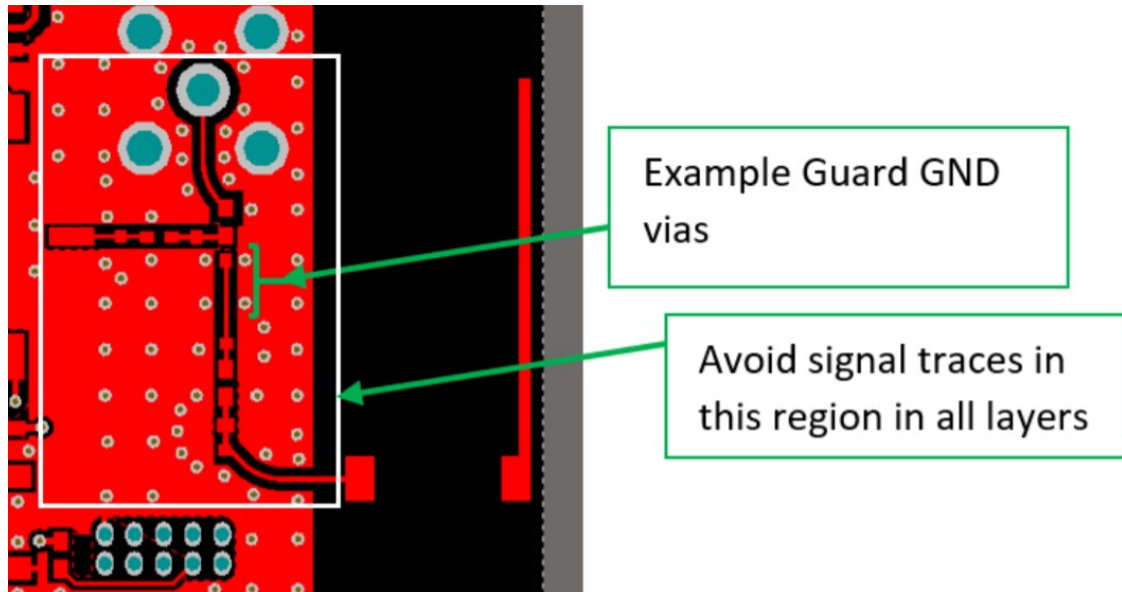 Example Guard GND
vias
Avoid signal traces in
this region in all layers